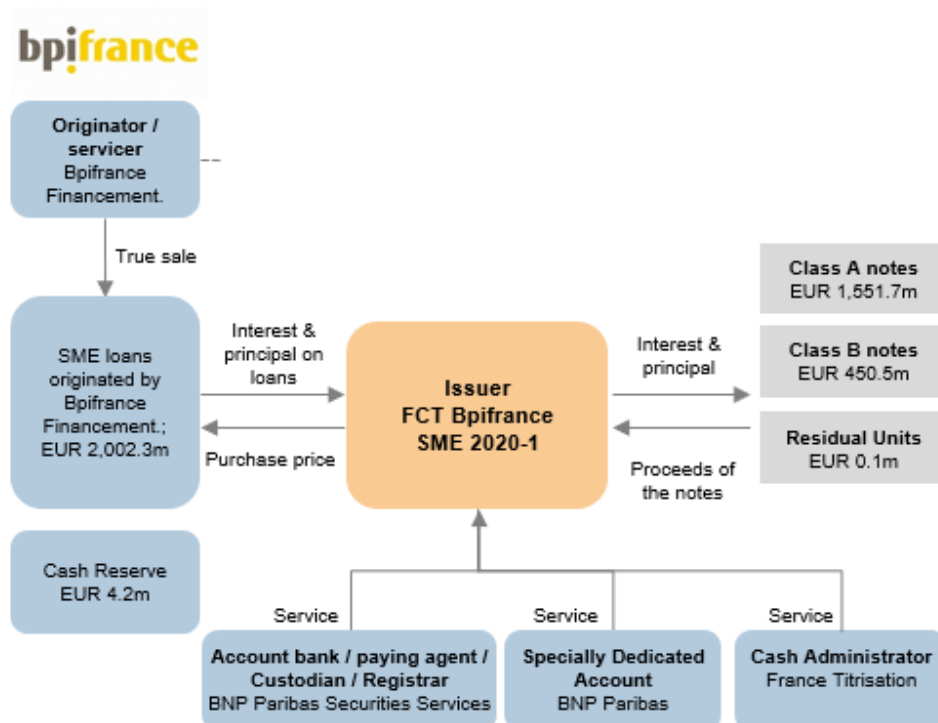 bpifrance
Originator /
servicer
Bpifrance
Financement.
True sale
SME loans
originated by
Bpifrance
Financement.;
EUR 2,002.3m
Interest &
principal on
loans
Purchase price
Issuer
FCT Bpifrance
SME 2020-1
Interest &
principal
Proceeds of
the notes
Class A notes
EUR 1,551.7m
Class B notes
EUR 450.5m
Residual Units
EUR 0.1m
Cash Reserve
EUR 4.2m
Service
Account bank / paying agent /
Custodian / Registrar
BNP Paribas Securities Services
Service
Specially Dedicated
Account
BNP Paribas
Service
Cash Administrator
France Titrisation